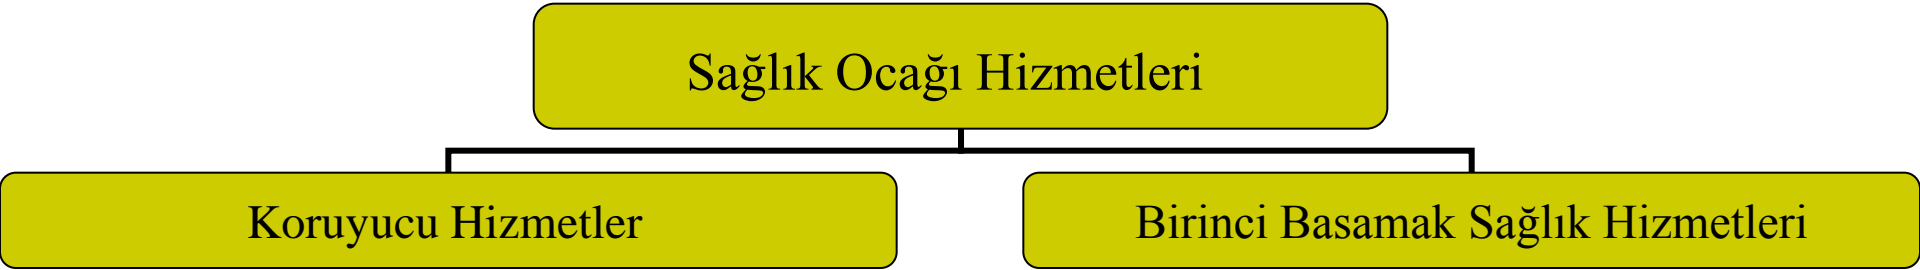 Sağlık Ocağı Hizmetleri
Koruyucu Hizmetler
Birinci Basamak Sağlık Hizmetleri